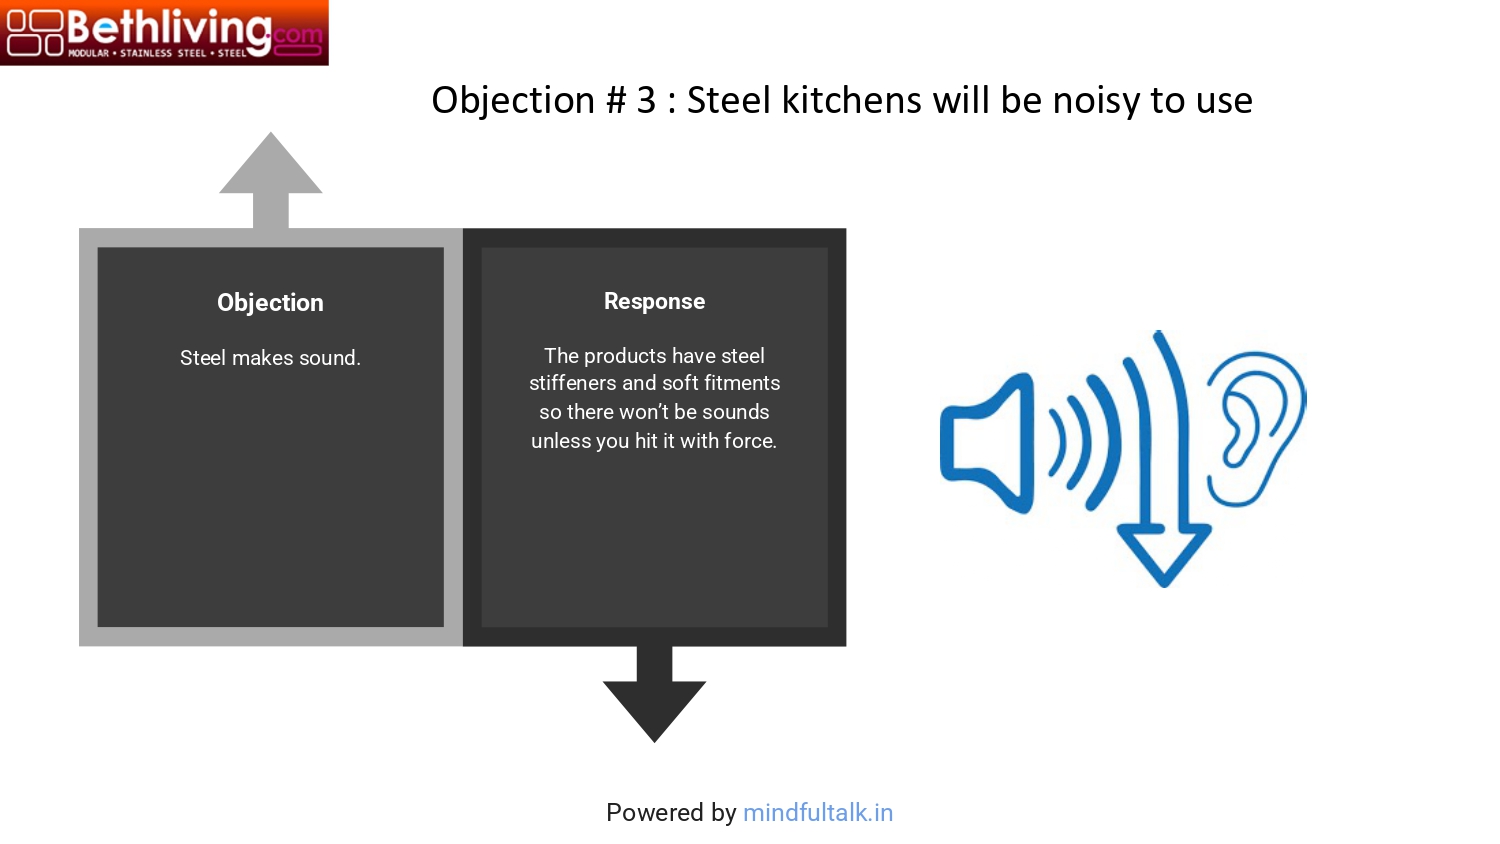 Bethliving.com
MODULAR • STAINLESS STEEL • STEEL
Objection # 3 : Steel kitchens will be noisy to use
Objection
Steel makes sound.
Response
The products have steel
stiffeners and soft fitments
so there won’t be sounds
unless you hit it with force.
Powered by mindfultalk.in